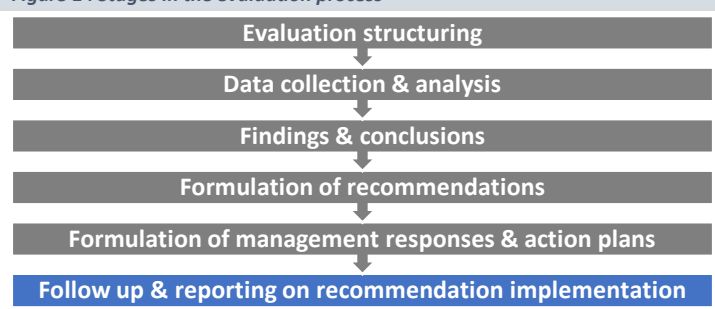 Evaluation structuring
Data collection & analysis
Findings & conclusions
Formulation of recommendations
Formulation of management responses & action plans
Follow up & reporting on recommendation implementation